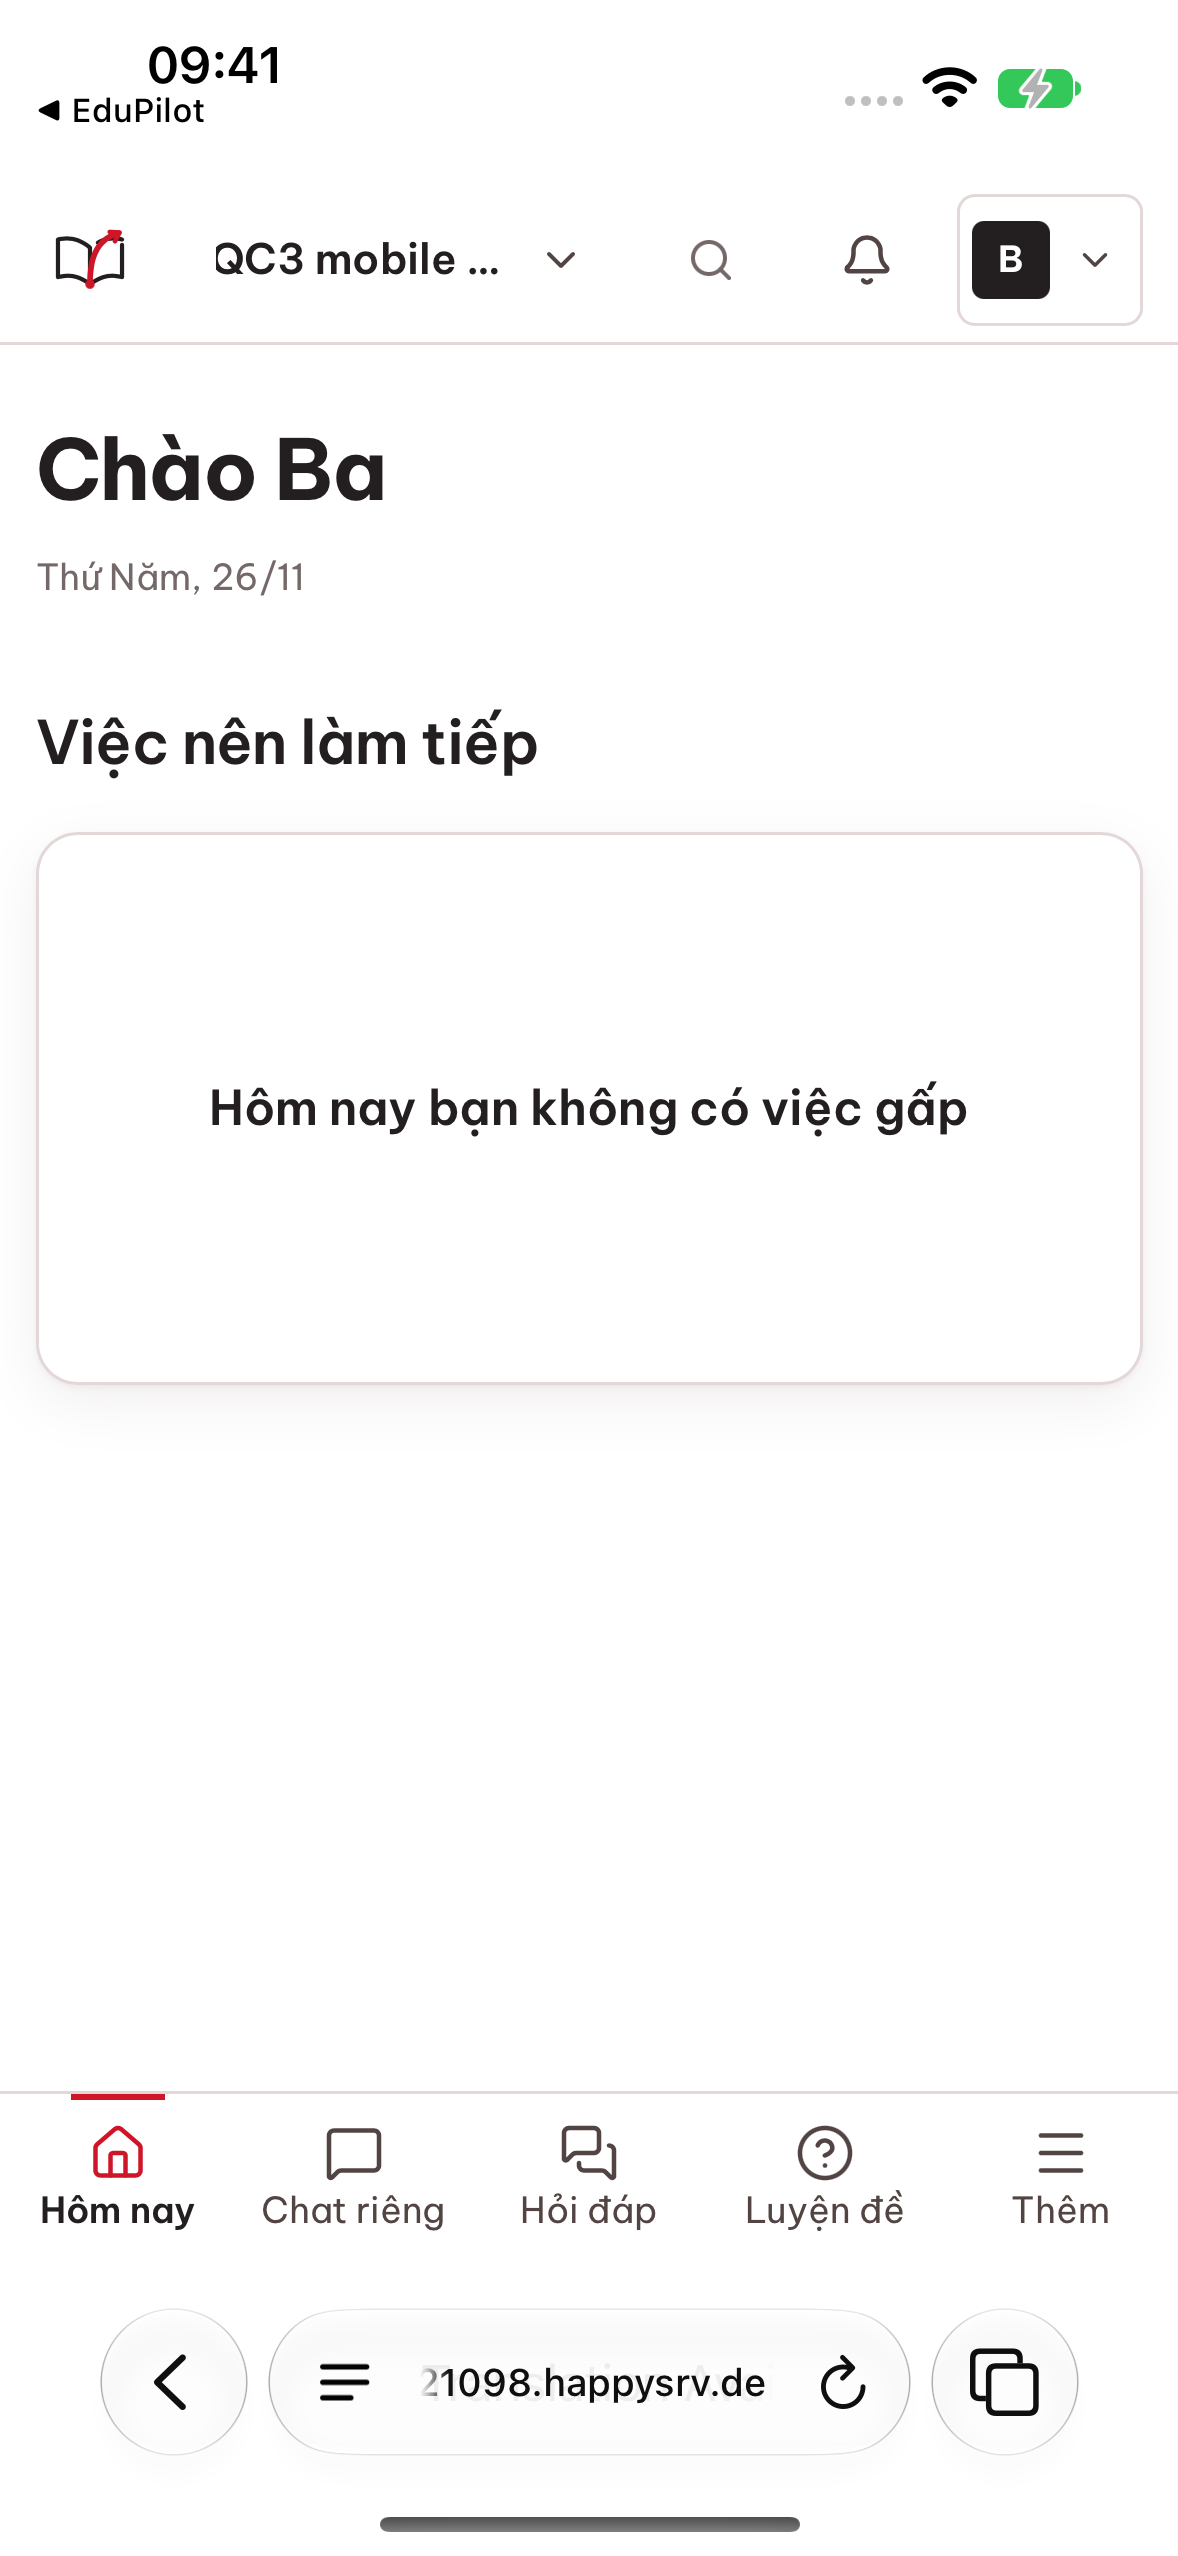 09:41
EduPilot
QC3 mobile ...
B
Chào Ba
Thứ Năm, 26/11
Việc nên làm tiếp
Hôm nay bạn không có việc gấp
Hôm nay
Chat riêng
Hỏi đáp
Luyện đề
Thêm
21098.happysrv.de